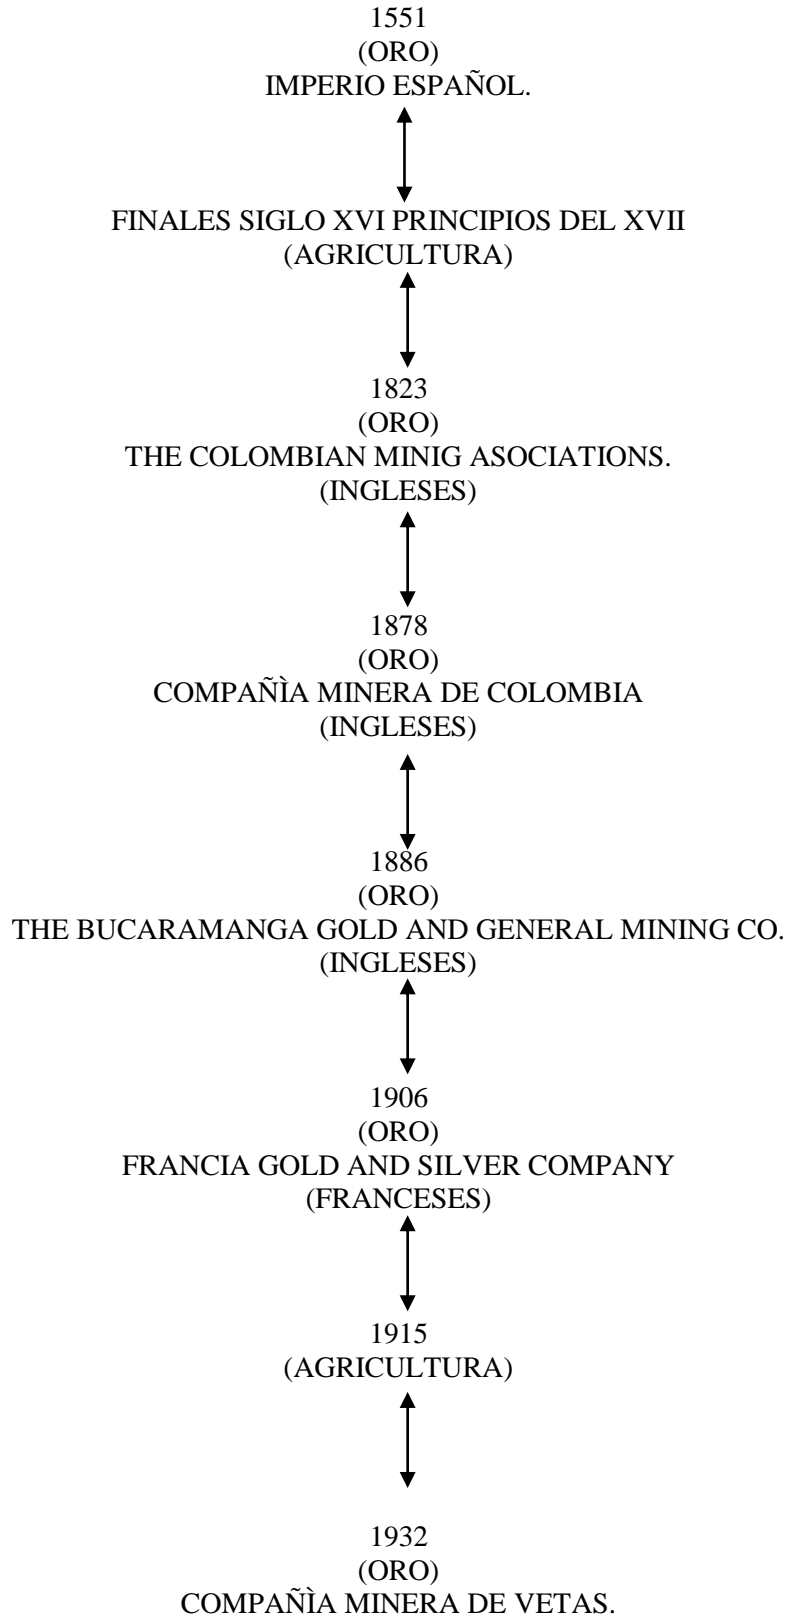 1551
(ORO)
IMPERIO ESPAÑOL.
FINALES SIGLO XVI PRINCIPIOS DEL XVII
(AGRICULTURA)
1823
(ORO)
THE COLOMBIAN MINIG ASOCIATIONS.
(INGLESES)
1878
(ORO)
COMPAÑÌA MINERA DE COLOMBIA
(INGLESES)
1886
(ORO)
THE BUCARAMANGA GOLD AND GENERAL MINING CO.
(INGLESES)
1906
(ORO)
FRANCIA GOLD AND SILVER COMPANY
(FRANCESES)
1915
(AGRICULTURA)
1932
(ORO)
COMPAÑÌA MINERA DE VETAS.